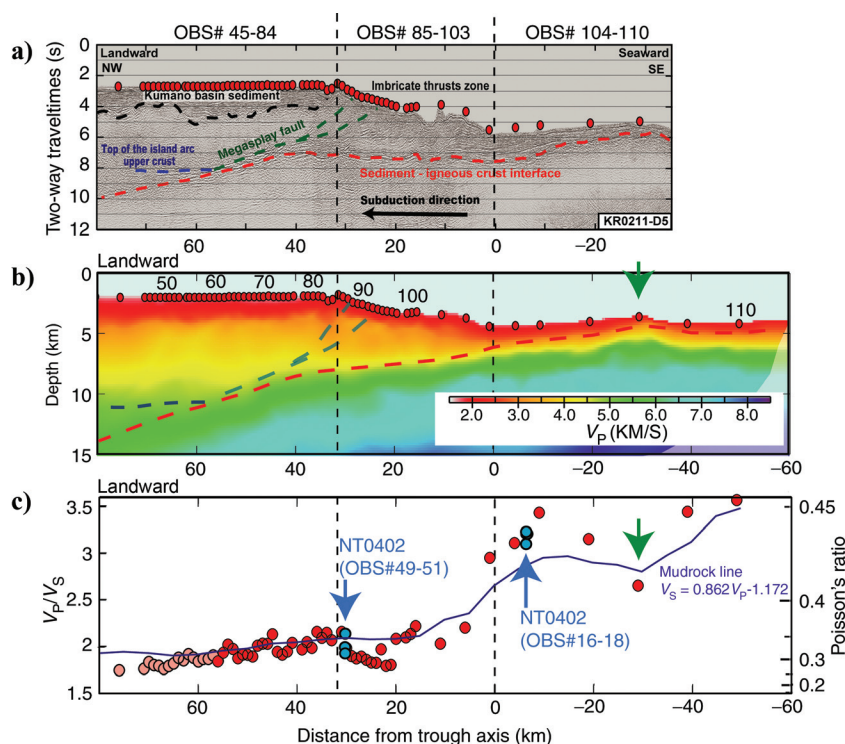 OBS# 45-84 OBS# 85-103 OBS# 104-110
a)
Landward
NW
Seaward
SE
Imbricate thrusts zone
Kumano basin sediment
Megasplay fault
Top of the island arc
upper crust
Sediment - igneous crust interface
Subduction direction
KR0211-D5
Two-way traveltimes (s)
0
2
4
6
8
10
12
60 40 20 0 −20
b)
Landward
50 60 70 80 90 100 110
Depth (km)
0
5
10
15
2.0 3.0 4.0 5.0 6.0 7.0 8.0
VP (KM/S)
60 40 20 0 −20 −30 −40 −50 −60
c)
Landward
VP/VS
3.5
3
2.5
2
1.5
NT0402
(OBS#49-51)
NT0402
(OBS#16-18)
Mudrock line
VS = 0.862VP-1.172
0.45
0.4
0.3
0.2
Poisson's ratio
60 40 20 0 −20 −30 −40 −50 −60
Distance from trough axis (km)